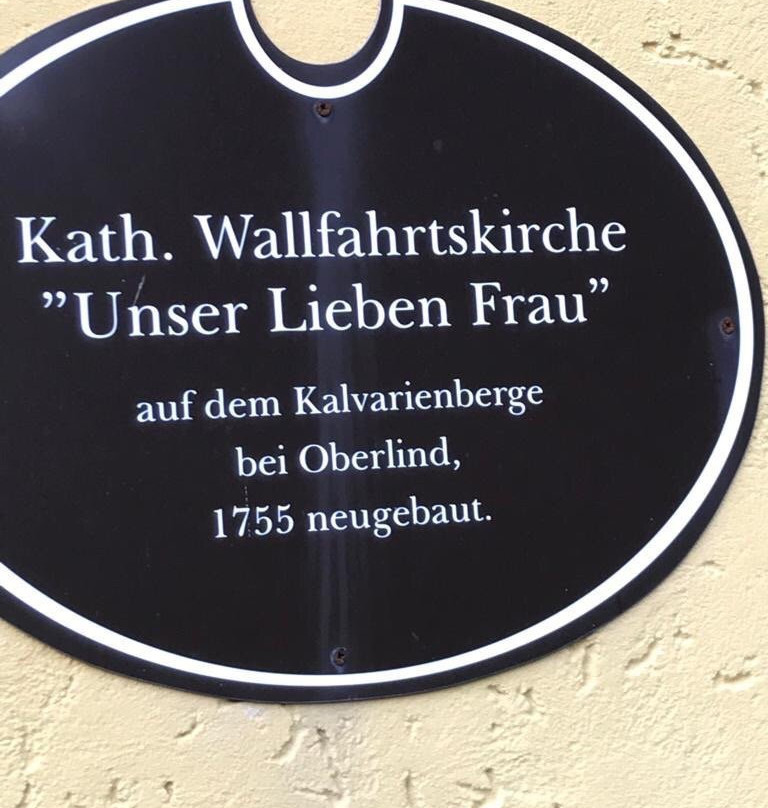 Kath. Wallfahrtskirche
”Unser Lieben Frau”
auf dem Kalvarienberge
bei Oberlind,
1755 neugebaut.